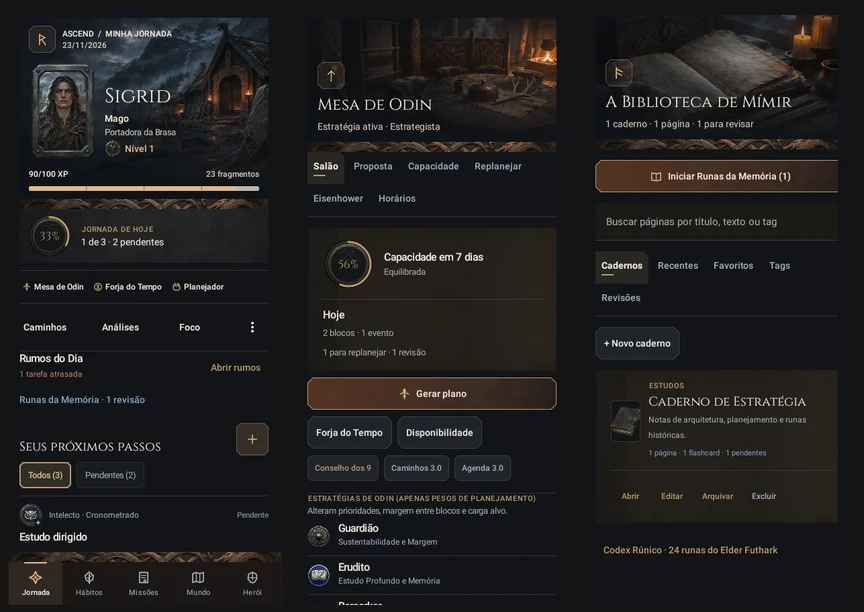 ASCEND / MINHA JORNADA
23/11/2026
Sigrid
Mago
Portadora da Brasa
Nível 1
90/100 XP
23 fragmentos
33%
JORNADA DE HOJE
1 de 3 · 2 pendentes
Mesa de Odin
Forja do Tempo
Planejador
Caminhos
Análises
Foco
Rumos do Dia
1 tarefa atrasada
Abrir rumos
Runas da Memória · 1 revisão
Seus próximos passos
+
Todos (3)
Pendentes (2)
Intelecto · Cronometrado
Pendente
Estudo dirigido
Jornada
Hábitos
Missões
Mundo
Herói
Mesa de Odin
Estratégia ativa · Estrategista
Salão
Proposta
Capacidade
Replanejar
Eisenhower
Horários
56%
Capacidade em 7 dias
Equilibrada
Hoje
2 blocos · 1 evento
1 para replanejar · 1 revisão
Gerar plano
Forja do Tempo
Disponibilidade
Conselho dos 9
Caminhos 3.0
Agenda 3.0
ESTRATÉGIAS DE ODIN (APENAS PESOS DE PLANEJAMENTO)
Alteram prioridades, margem entre blocos e carga alvo.
Guardião
Sustentabilidade e Margem
Erudito
Estudo Profundo e Memória
A Biblioteca de Mímir
1 caderno · 1 página · 1 para revisar
Iniciar Runas da Memória (1)
Buscar páginas por título, texto ou tag
Cadernos
Recentes
Favoritos
Tags
Revisões
+ Novo caderno
ESTUDOS
Caderno de Estratégia
Notas de arquitetura, planejamento e runas
históricas.
1 página · 1 flashcard · 1 pendentes
Abrir
Editar
Arquivar
Excluir
Codex Rúnico · 24 runas do Elder Futhark